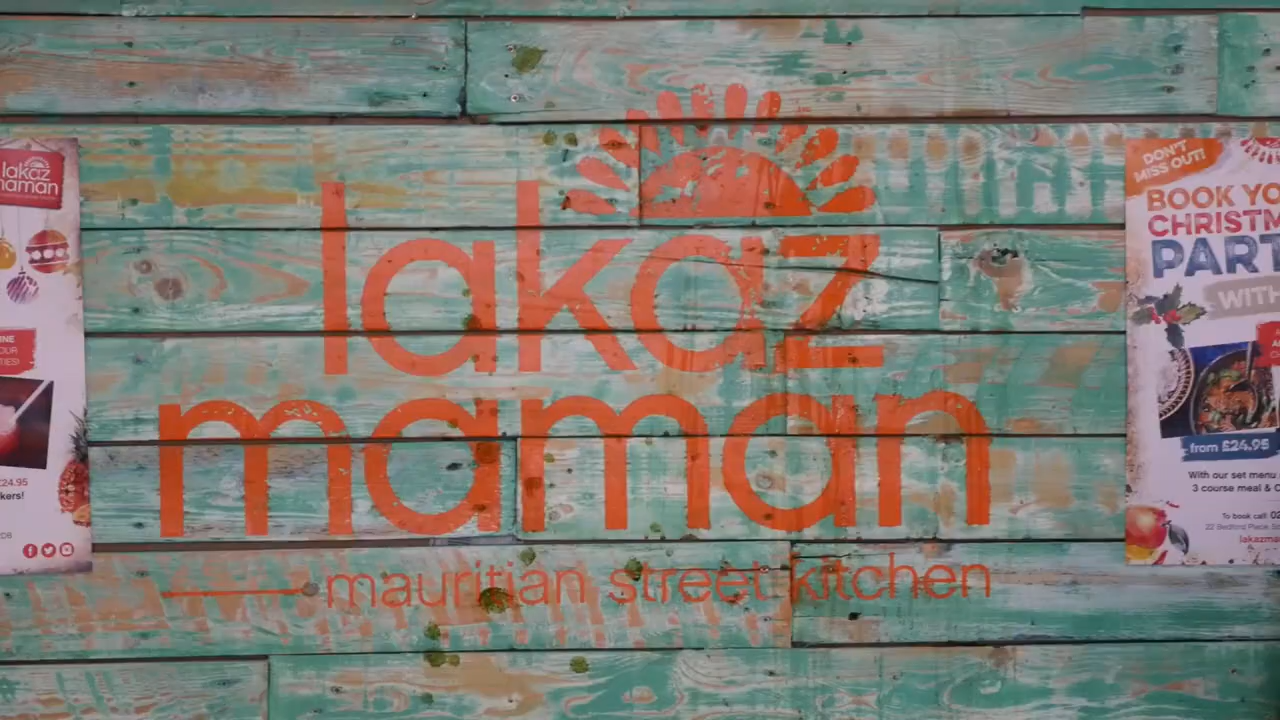 lakaz
maman
mauritian street kitchen
lakaz
maman
£24.95
DON'T
MISS OUT!
BOOK YO
CHRISTM
PART
WITH
from £24.95
With our set menu
3 course meal & C
To book call: 02
22 Bedford Place, S
lakazma